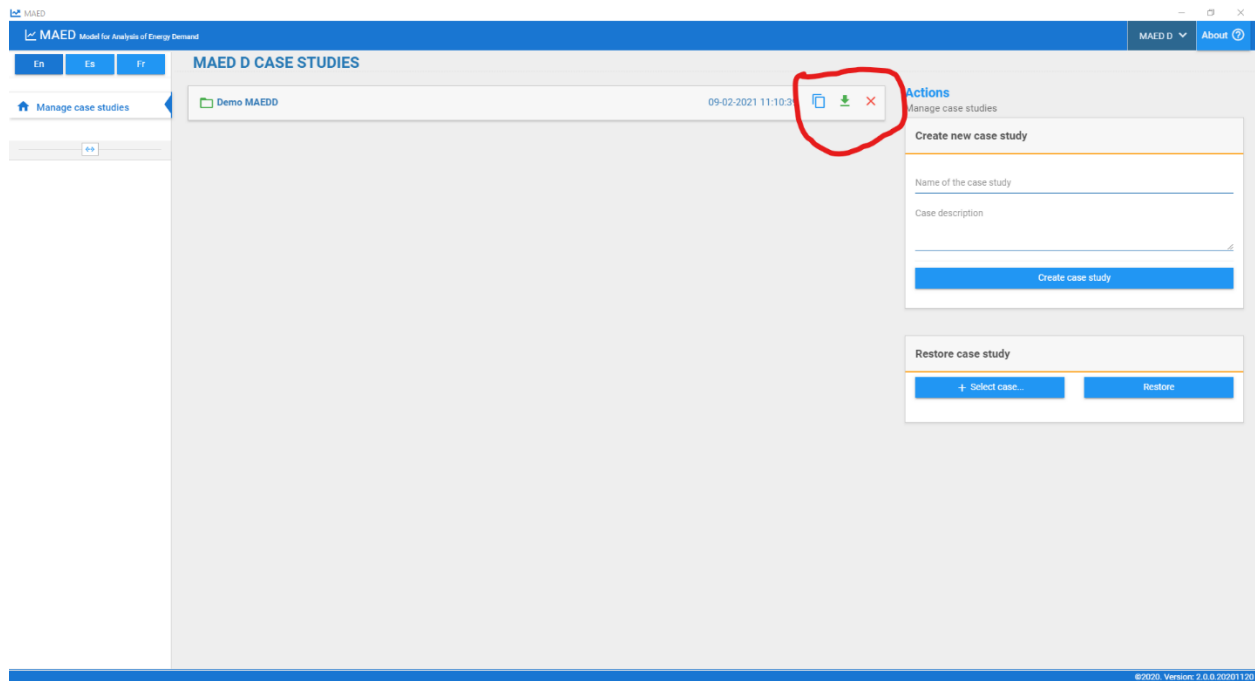 MAED
MAED Model for Analysis of Energy Demand
MAED D
About
En Es Fr
MAED D CASE STUDIES
Manage case studies
Demo MAEDD
09-02-2021 11:10:39
Actions
Manage case studies
Create new case study
Name of the case study
Case description
Create case study
Restore case study
+ Select case...
Restore
©2020. Version: 2.0.0.20201120